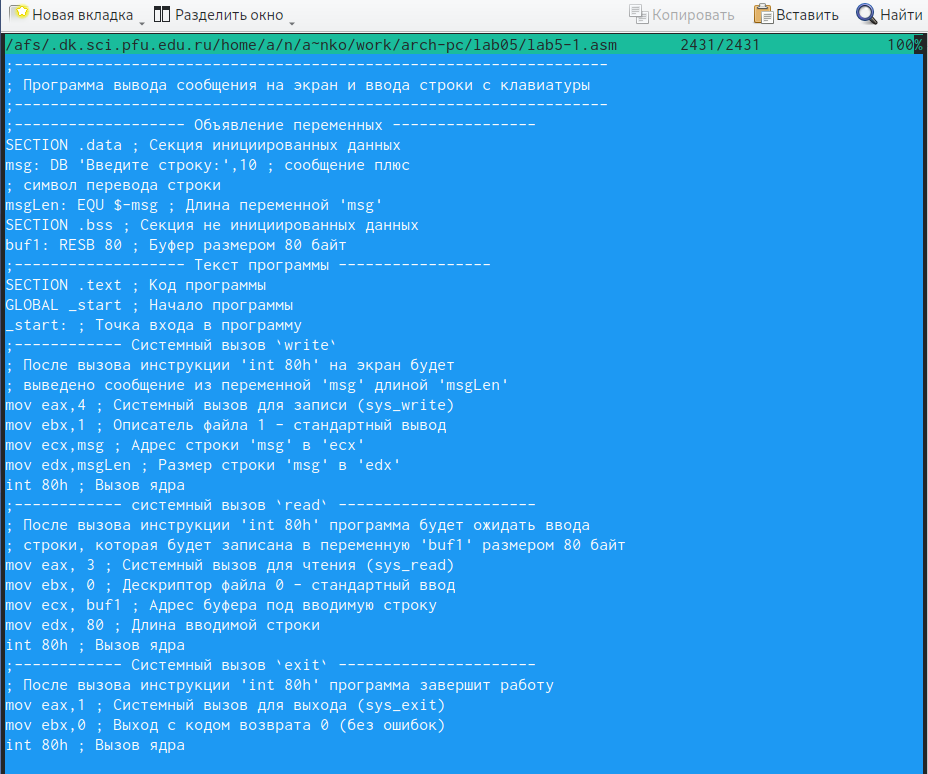 Новая вкладка Разделить окно Копировать Вставить Найти
/afs/.dk.sci.pfu.edu.ru/home/a/n/a~nko/work/arch-pc/lab05/lab5-1.asm 2431/2431 100%
;------------------------------------------------------------------
; Программа вывода сообщения на экран и ввода строки с клавиатуры
;------------------------------------------------------------------
;------------------- Объявление переменных ----------------
SECTION .data ; Секция инициированных данных
msg: DB 'Введите строку:',10 ; сообщение плюс
; символ перевода строки
msgLen: EQU $-msg ; Длина переменной 'msg'
SECTION .bss ; Секция не инициированных данных
buf1: RESB 80 ; Буфер размером 80 байт
;------------------- Текст программы -----------------
SECTION .text ; Код программы
GLOBAL _start ; Начало программы
_start: ; Точка входа в программу
;------------ Системный вызов `write`
; После вызова инструкции 'int 80h' на экран будет
; выведено сообщение из переменной 'msg' длиной 'msgLen'
mov eax,4 ; Системный вызов для записи (sys_write)
mov ebx,1 ; Описатель файла 1 - стандартный вывод
mov ecx,msg ; Адрес строки 'msg' в 'ecx'
mov edx,msgLen ; Размер строки 'msg' в 'edx'
int 80h ; Вызов ядра
;------------ системный вызов `read` ----------------------
; После вызова инструкции 'int 80h' программа будет ожидать ввода
; строки, которая будет записана в переменную 'buf1' размером 80 байт
mov eax, 3 ; Системный вызов для чтения (sys_read)
mov ebx, 0 ; Дескриптор файла 0 - стандартный ввод
mov ecx, buf1 ; Адрес буфера под вводимую строку
mov edx, 80 ; Длина вводимой строки
int 80h ; Вызов ядра
;------------ Системный вызов `exit` ----------------------
; После вызова инструкции 'int 80h' программа завершит работу
mov eax,1 ; Системный вызов для выхода (sys_exit)
mov ebx,0 ; Выход с кодом возврата 0 (без ошибок)
int 80h ; Вызов ядра